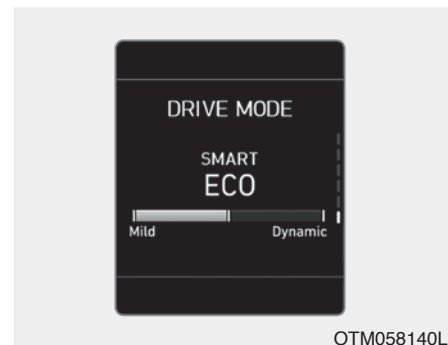 DRIVE MODE
SMART
ECO
Mild Dynamic
OTM058140L